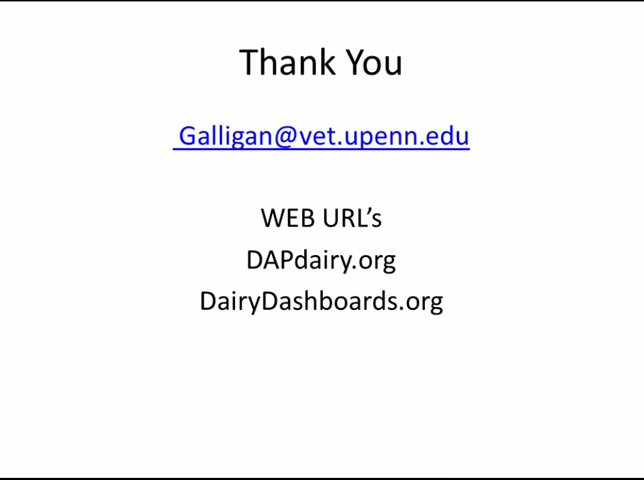 Thank You
Galligan@vet.upenn.edu
WEB URL’s
DAPdairy.org
DairyDashboards.org